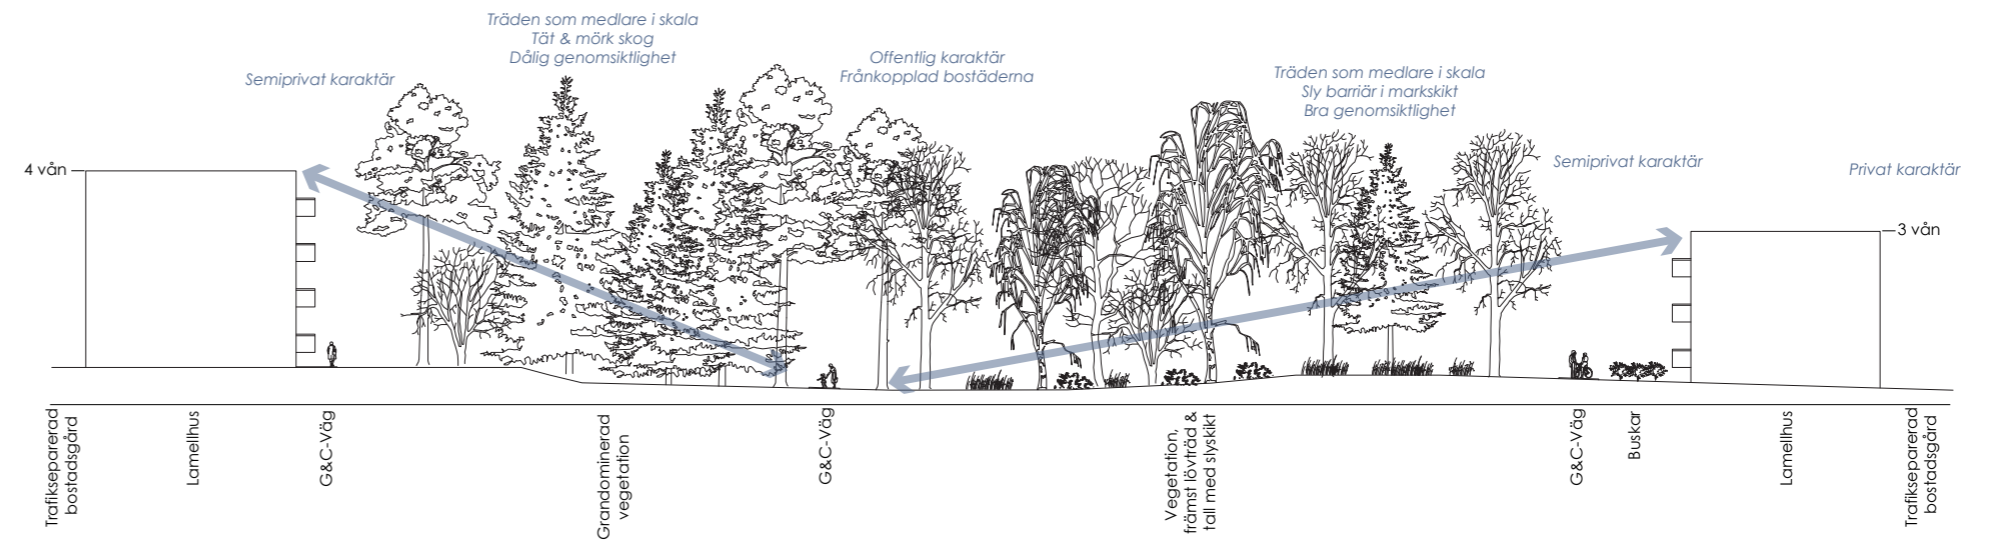 Träden som medlare i skala
Tät & mörk skog
Dålig genomsiktlighet
Semiprivat karaktär
Offentlig karaktär
Frånkopplad bostäderna
Träden som medlare i skala
Sly barriär i markskikt
Bra genomsiktlighet
Semiprivat karaktär
Privat karaktär
4 vån
3 vån
Trafikseparerad
bostadsgård
Lamellhus
G&C-Väg
Grandominerad
vegetation
G&C-Väg
Vegetation,
främst lövträd &
tall med slyskikt
G&C-Väg
Buskar
Lamellhus
Trafikseparerad
bostadsgård